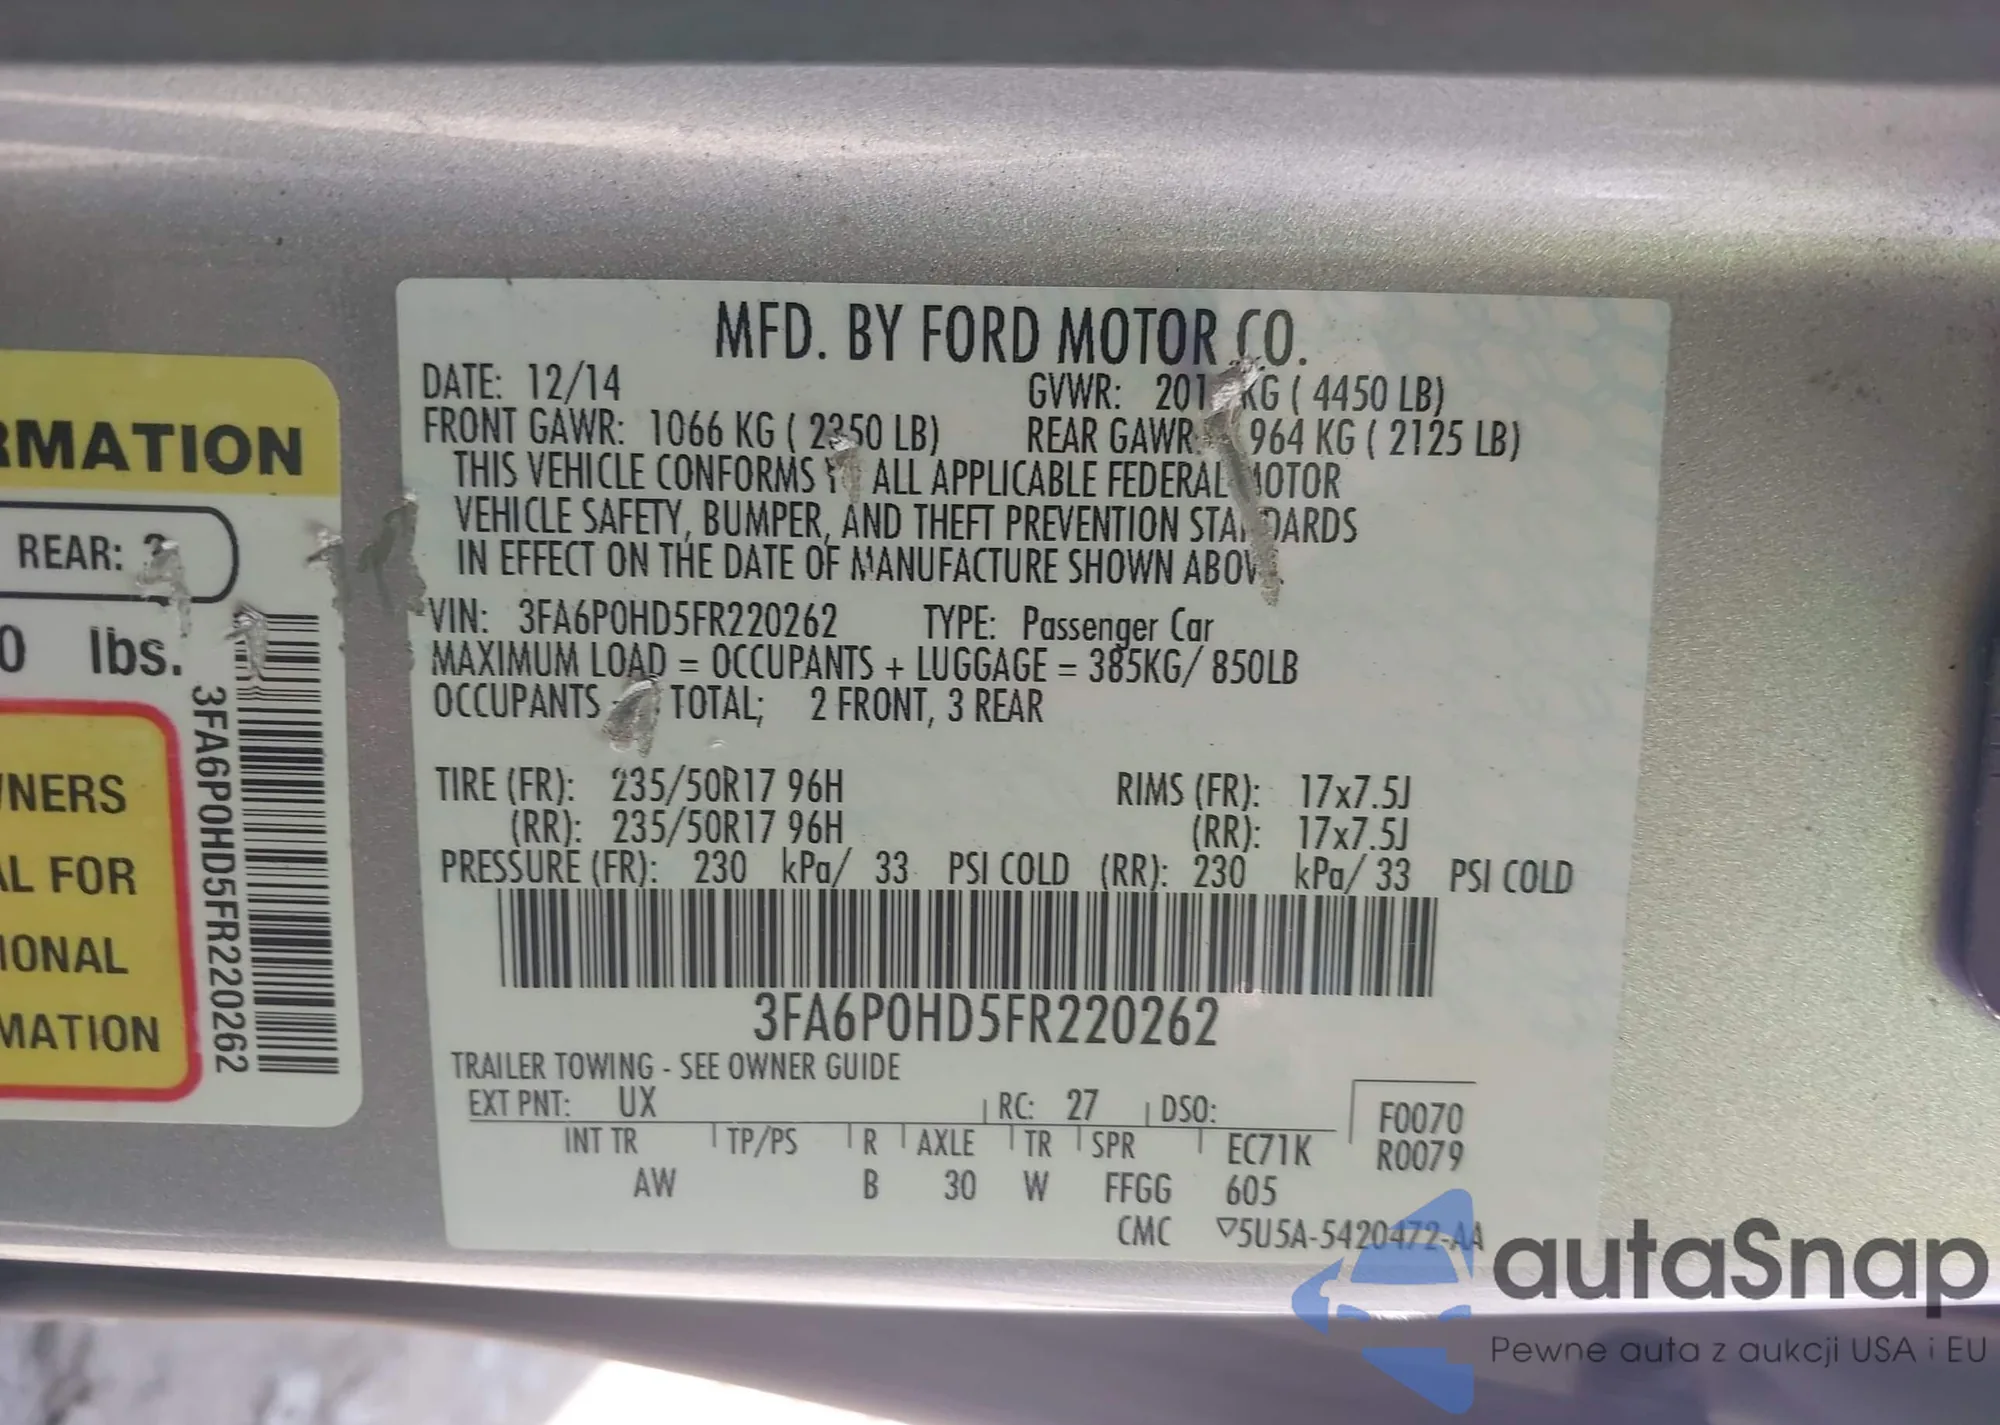 RMATION
REAR:
0 lbs.
NERS
AL FOR
IONAL
MATION
3FA6P0HD5FR220262
MFD. BY FORD MOTOR CO.
DATE: 12/14 GVWR: KG ( 4450 LB)
FRONT GAWR: 1066 KG ( 2350 LB) REAR GAWR: 964 KG ( 2125 LB)
THIS VEHICLE CONFORMS ALL APPLICABLE FEDERAL MOTOR
VEHICLE SAFETY, BUMPER, AND THEFT PREVENTION STANDARDS
IN EFFECT ON THE DATE OF MANUFACTURE SHOWN ABOVE.
VIN: 3FA6P0HD5FR220262 TYPE: Passenger Car
MAXIMUM LOAD = OCCUPANTS + LUGGAGE = 385KG/ 850LB
OCCUPANTS TOTAL; 2 FRONT, 3 REAR
TIRE (FR): 235/50R17 96H RIMS (FR): 17x7.5J
(RR): 235/50R17 96H (RR): 17x7.5J
PRESSURE (FR): 230 kPa/ 33 PSI COLD (RR): 230 kPa/ 33 PSI COLD
3FA6P0HD5FR220262
TRAILER TOWING - SEE OWNER GUIDE
EXT PNT: UX RC: 27 DSO: F0070
INT TR TP/PS R AXLE TR SPR EC71K R0079
AW B 30 W FFGG 605
CMC ▽5U5A-5420472-AA
autaSnap
Pewne auta z aukcji USA i EU